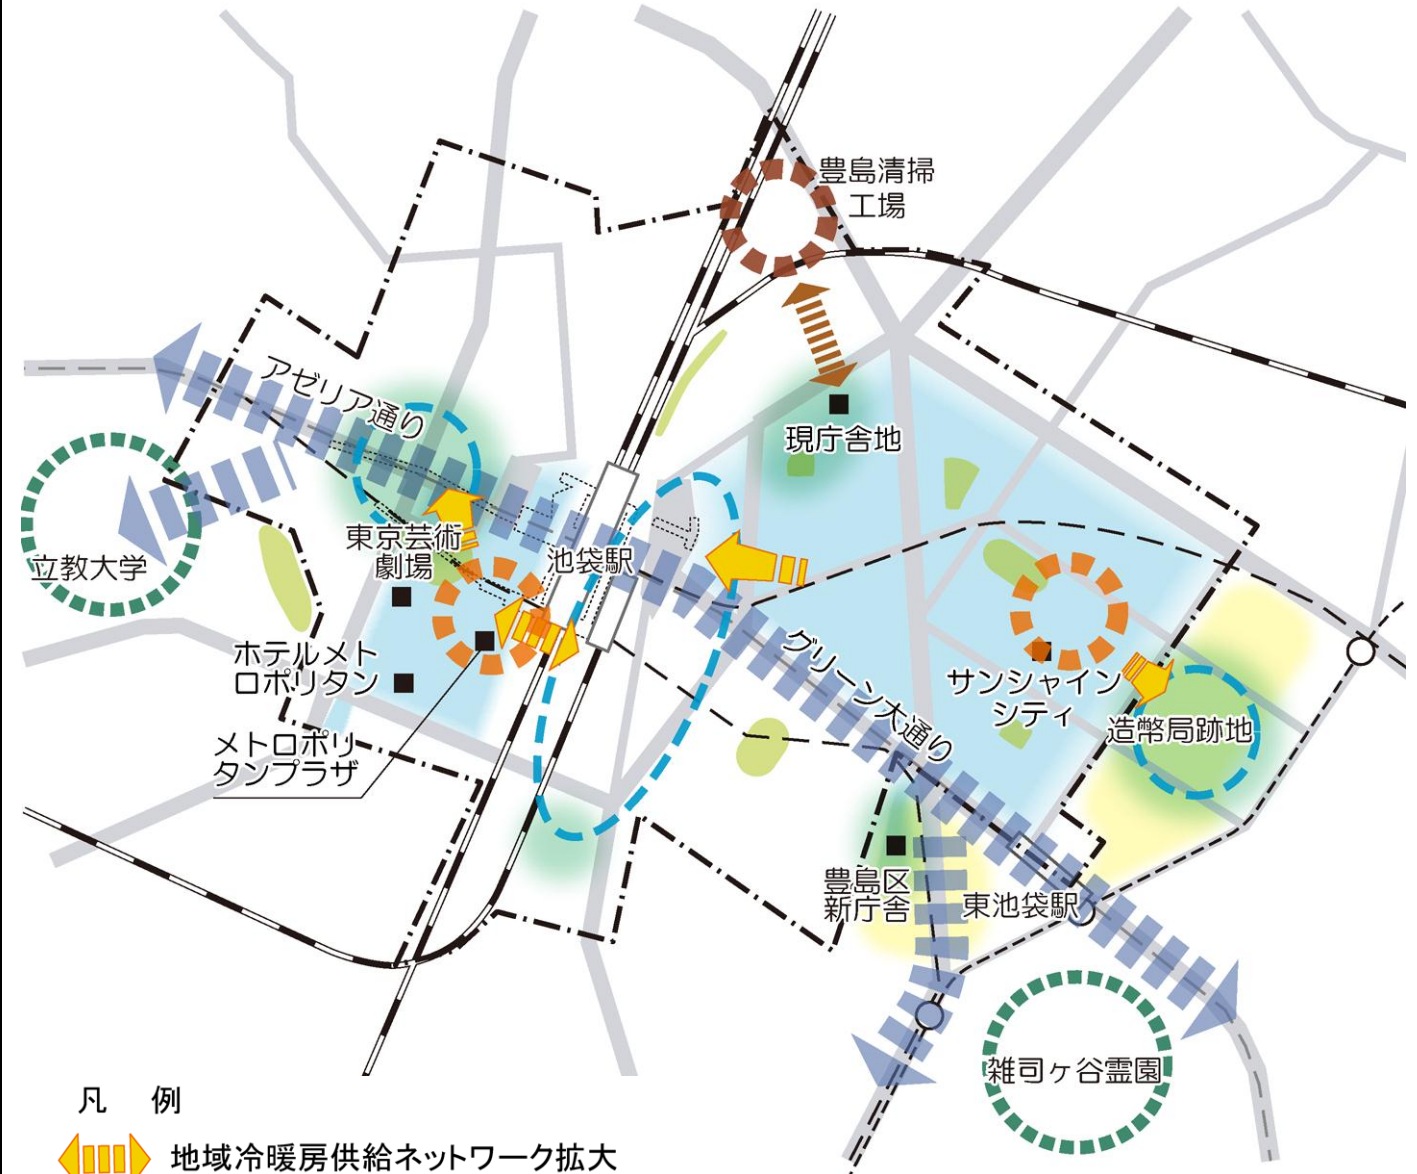 豊島清掃
工場
アゼリア通り
現庁舎地
東京芸術
劇場
池袋駅
立教大学
ホテルメト
ロポリタン
グリーン大通り
サンシャイン
シティ
造幣局跡地
メトロポリ
タンプラザ
豊島区
新庁舎
東池袋駅
雑司ヶ谷霊園
凡 例
地域冷暖房供給ネットワーク拡大